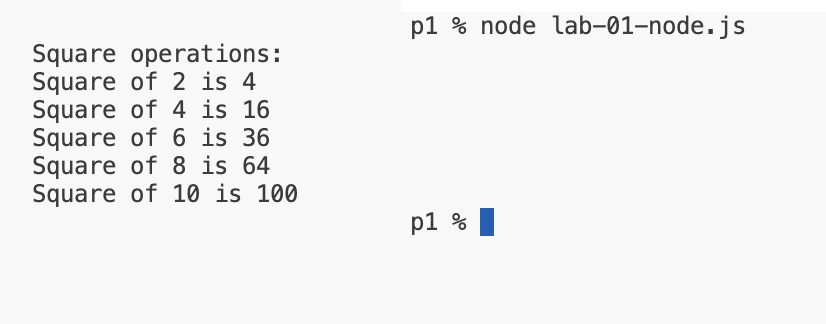 p1 % node lab-01-node.js
Square operations:
Square of 2 is 4
Square of 4 is 16
Square of 6 is 36
Square of 8 is 64
Square of 10 is 100
p1 %